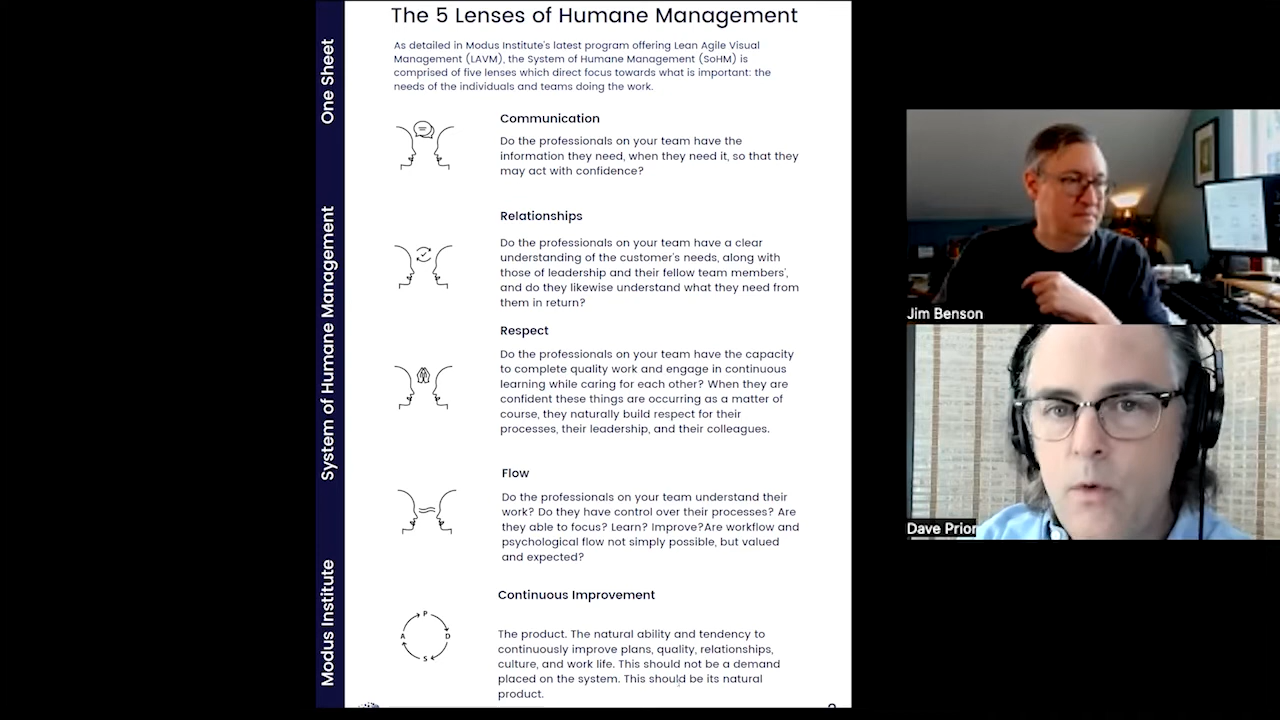 The 5 Lenses of Humane Management
As detailed in Modus Institute's latest program offering Lean Agile Visual
Management (LAVM), the System of Humane Management (SoHM) is
comprised of five lenses which direct focus towards what is important: the
needs of the individuals and teams doing the work.
Communication
Do the professionals on your team have the
information they need, when they need it, so that they
may act with confidence?
Relationships
Do the professionals on your team have a clear
understanding of the customer's needs, along with
those of leadership and their fellow team members',
and do they likewise understand what they need from
them in return?
Respect
Do the professionals on your team have the capacity
to complete quality work and engage in continuous
learning while caring for each other? When they are
confident these things are occurring as a matter of
course, they naturally build respect for their
processes, their leadership, and their colleagues.
Flow
Do the professionals on your team understand their
work? Do they have control over their processes? Are
they able to focus? Learn? Improve?Are workflow and
psychological flow not simply possible, but valued
and expected?
Continuous Improvement
P
A D
S
The product. The natural ability and tendency to
continuously improve plans, quality, relationships,
culture, and work life. This should not be a demand
placed on the system. This should be its natural
product.
One Sheet
System of Humane Management
Modus Institute
Jim Benson
Dave Prior